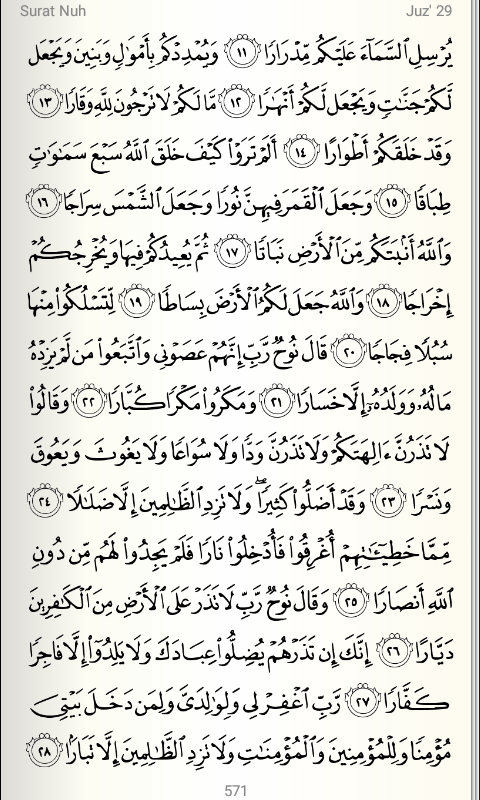 Surat Nuh Juz' 29
يُرْسِلِ ٱلسَّمَآءَ عَلَيْكُم مِّدْرَارًا ١١ وَيُمْدِدْكُم بِأَمْوَٰلٍ وَبَنِينَ وَيَجْعَل
لَّكُمْ جَنَّٰتٍ وَيَجْعَل لَّكُمْ أَنْهَٰرًا ١٢ مَّا لَكُمْ لَا تَرْجُونَ لِلَّهِ وَقَارًا ١٣
وَقَدْ خَلَقَكُمْ أَطْوَارًا ١٤ أَلَمْ تَرَوْا۟ كَيْفَ خَلَقَ ٱللَّهُ سَبْعَ سَمَٰوَٰتٍ
طِبَاقًا ١٥ وَجَعَلَ ٱلْقَمَرَ فِيهِنَّ نُورًا وَجَعَلَ ٱلشَّمْسَ سِرَاجًا ١٦
وَٱللَّهُ أَنۢبَتَكُم مِّنَ ٱلْأَرْضِ نَبَاتًا ١٧ ثُمَّ يُعِيدُكُمْ فِيهَا وَيُخْرِجُكُمْ
إِخْرَاجًا ١٨ وَٱللَّهُ جَعَلَ لَكُمُ ٱلْأَرْضَ بِسَاطًا ١٩ لِّتَسْلُكُوا۟ مِنْهَا
سُبُلًا فِجَاجًا ٢٠ قَالَ نُوحٌ رَّبِّ إِنَّهُمْ عَصَوْنِى وَٱتَّبَعُوا۟ مَن لَّمْ يَزِدْهُ
مَالُهُۥ وَوَلَدُهُۥٓ إِلَّا خَسَارًا ٢١ وَمَكَرُوا۟ مَكْرًا كُبَّارًا ٢٢ وَقَالُوا۟
لَا تَذَرُنَّ ءَالِهَتَكُمْ وَلَا تَذَرُنَّ وَدًّا وَلَا سُوَاعًا وَلَا يَغُوثَ وَيَعُوقَ
وَنَسْرًا ٢٣ وَقَدْ أَضَلُّوا۟ كَثِيرًا ۖ وَلَا تَزِدِ ٱلظَّٰلِمِينَ إِلَّا ضَلَٰلًا ٢٤
مِّمَّا خَطِيٓـَٰٔتِهِمْ أُغْرِقُوا۟ فَأُدْخِلُوا۟ نَارًا فَلَمْ يَجِدُوا۟ لَهُم مِّن دُونِ
ٱللَّهِ أَنصَارًا ٢٥ وَقَالَ نُوحٌ رَّبِّ لَا تَذَرْ عَلَى ٱلْأَرْضِ مِنَ ٱلْكَٰفِرِينَ
دَيَّارًا ٢٦ إِنَّكَ إِن تَذَرْهُمْ يُضِلُّوا۟ عِبَادَكَ وَلَا يَلِدُوٓا۟ إِلَّا فَاجِرًا
كَفَّارًا ٢٧ رَّبِّ ٱغْفِرْ لِى وَلِوَٰلِدَىَّ وَلِمَن دَخَلَ بَيْتِىَ
مُؤْمِنًا وَلِلْمُؤْمِنِينَ وَٱلْمُؤْمِنَٰتِ وَلَا تَزِدِ ٱلظَّٰلِمِينَ إِلَّا تَبَارًۢا ٢٨
571